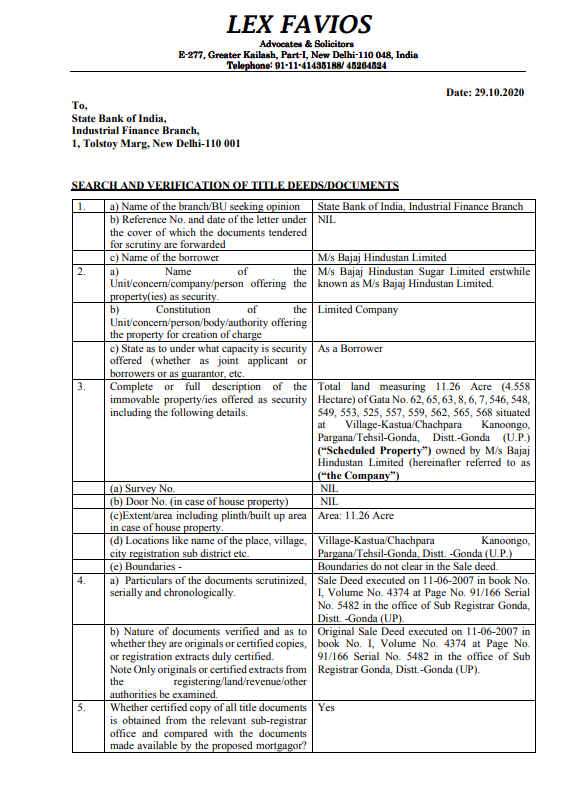 LEX FAVIOS
Advocates & Solicitors
E-277, Greater Kailash, Part-I, New Delhi-110 048, India
Telephone: 91-11-41435188/ 45264524
Date: 29.10.2020
To,
State Bank of India,
Industrial Finance Branch,
1, Tolstoy Marg, New Delhi-110 001
SEARCH AND VERIFICATION OF TITLE DEEDS/DOCUMENTS
1.
a) Name of the branch/BU seeking opinion
State Bank of India, Industrial Finance Branch
b) Reference No. and date of the letter under
the cover of which the documents tendered
for scrutiny are forwarded
NIL
c) Name of the borrower
M/s Bajaj Hindustan Limited
2.
a) Name of the
Unit/concern/company/person offering the
property(ies) as security.
M/s Bajaj Hindustan Sugar Limited erstwhile
known as M/s Bajaj Hindustan Limited.
b) Constitution of the
Unit/concern/person/body/authority offering
the property for creation of charge
Limited Company
c) State as to under what capacity is security
offered (whether as joint applicant or
borrowers or as guarantor, etc.
As a Borrower
3.
Complete or full description of the
immovable property/ies offered as security
including the following details.
Total land measuring 11.26 Acre (4.558
Hectare) of Gata No. 62, 65, 63, 8, 6, 7, 546, 548,
549, 553, 525, 557, 559, 562, 565, 568 situated
at Village-Kastua/Chachpara Kanoongo,
Pargana/Tehsil-Gonda, Distt.-Gonda (U.P.)
("Scheduled Property") owned by M/s Bajaj
Hindustan Limited (hereinafter referred to as
("the Company")
(a) Survey No.
NIL
(b) Door No. (in case of house property)
NIL
(c)Extent/area including plinth/built up area
in case of house property.
Area: 11.26 Acre
(d) Locations like name of the place, village,
city registration sub district etc.
Village-Kastua/Chachpara Kanoongo,
Pargana/Tehsil-Gonda, Distt. -Gonda (U.P.)
(e) Boundaries -
Boundaries do not clear in the Sale deed.
4.
a) Particulars of the documents scrutinized,
serially and chronologically.
Sale Deed executed on 11-06-2007 in book No.
I, Volume No. 4374 at Page No. 91/166 Serial
No. 5482 in the office of Sub Registrar Gonda,
Distt. -Gonda (UP).
b) Nature of documents verified and as to
whether they are originals or certified copies,
or registration extracts duly certified.
Note Only originals or certified extracts from
the registering/land/revenue/other
authorities be examined.
Original Sale Deed executed on 11-06-2007 in
book No. I, Volume No. 4374 at Page No.
91/166 Serial No. 5482 in the office of Sub
Registrar Gonda, Distt.-Gonda (UP).
5.
Whether certified copy of all title documents
is obtained from the relevant sub-registrar
office and compared with the documents
made available by the proposed mortgagor?
Yes